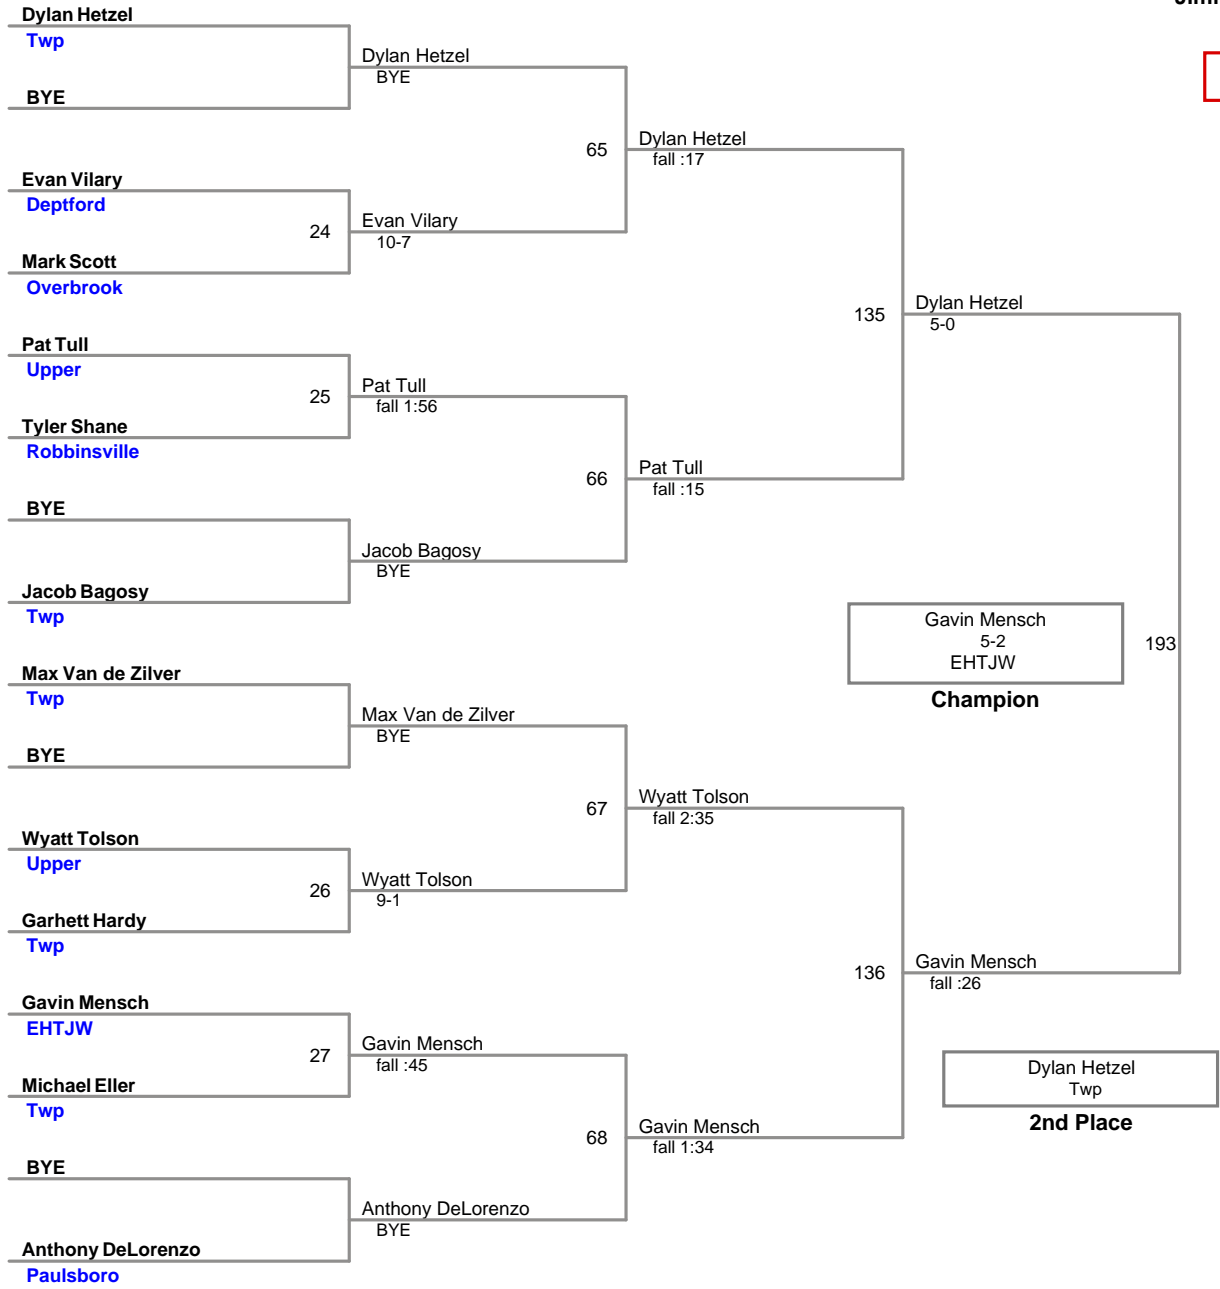 Dylan Hetzel
Twp
BYE
Dylan Hetzel
BYE
Evan Vilary
Deptford
Mark Scott
Overbrook
24
Evan Vilary
10-7
65
Dylan Hetzel
fall :17
Pat Tull
Upper
Tyler Shane
Robbinsville
25
Pat Tull
fall 1:56
BYE
Jacob Bagosy
Twp
Jacob Bagosy
BYE
66
Pat Tull
fall :15
135
Dylan Hetzel
5-0
Max Van de Zilver
Twp
BYE
Max Van de Zilver
BYE
Wyatt Tolson
Upper
Garhett Hardy
Twp
26
Wyatt Tolson
9-1
67
Wyatt Tolson
fall 2:35
Gavin Mensch
EHTJW
Michael Eller
Twp
27
Gavin Mensch
fall :45
BYE
Anthony DeLorenzo
Paulsboro
Anthony DeLorenzo
BYE
68
Gavin Mensch
fall 1:34
136
Gavin Mensch
fall :26
193
Gavin Mensch
5-2
EHTJW
Champion
Dylan Hetzel
Twp
2nd Place